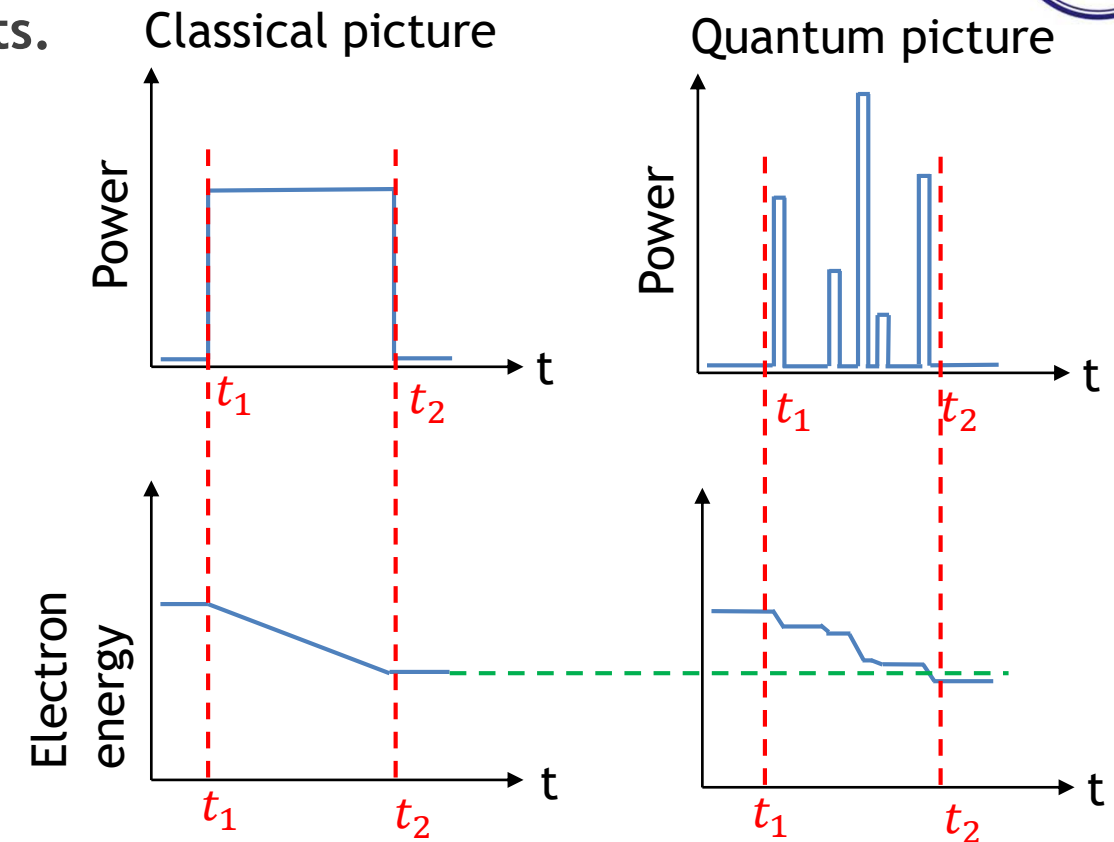 ts.
Classical picture
Quantum picture
Power
t
t₁
t₂
Power
t
t₁
t₂
Electron
energy
t
t₁
t₂
t
t₁
t₂